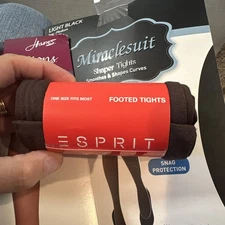 LIGHT BLACK
Miraclesuit
Shaper Tights
Smoothes & Shapes Curves
ONE SIZE FITS MOST
FOOTED TIGHTS
ESPRIT
SNAG
PROTECTION